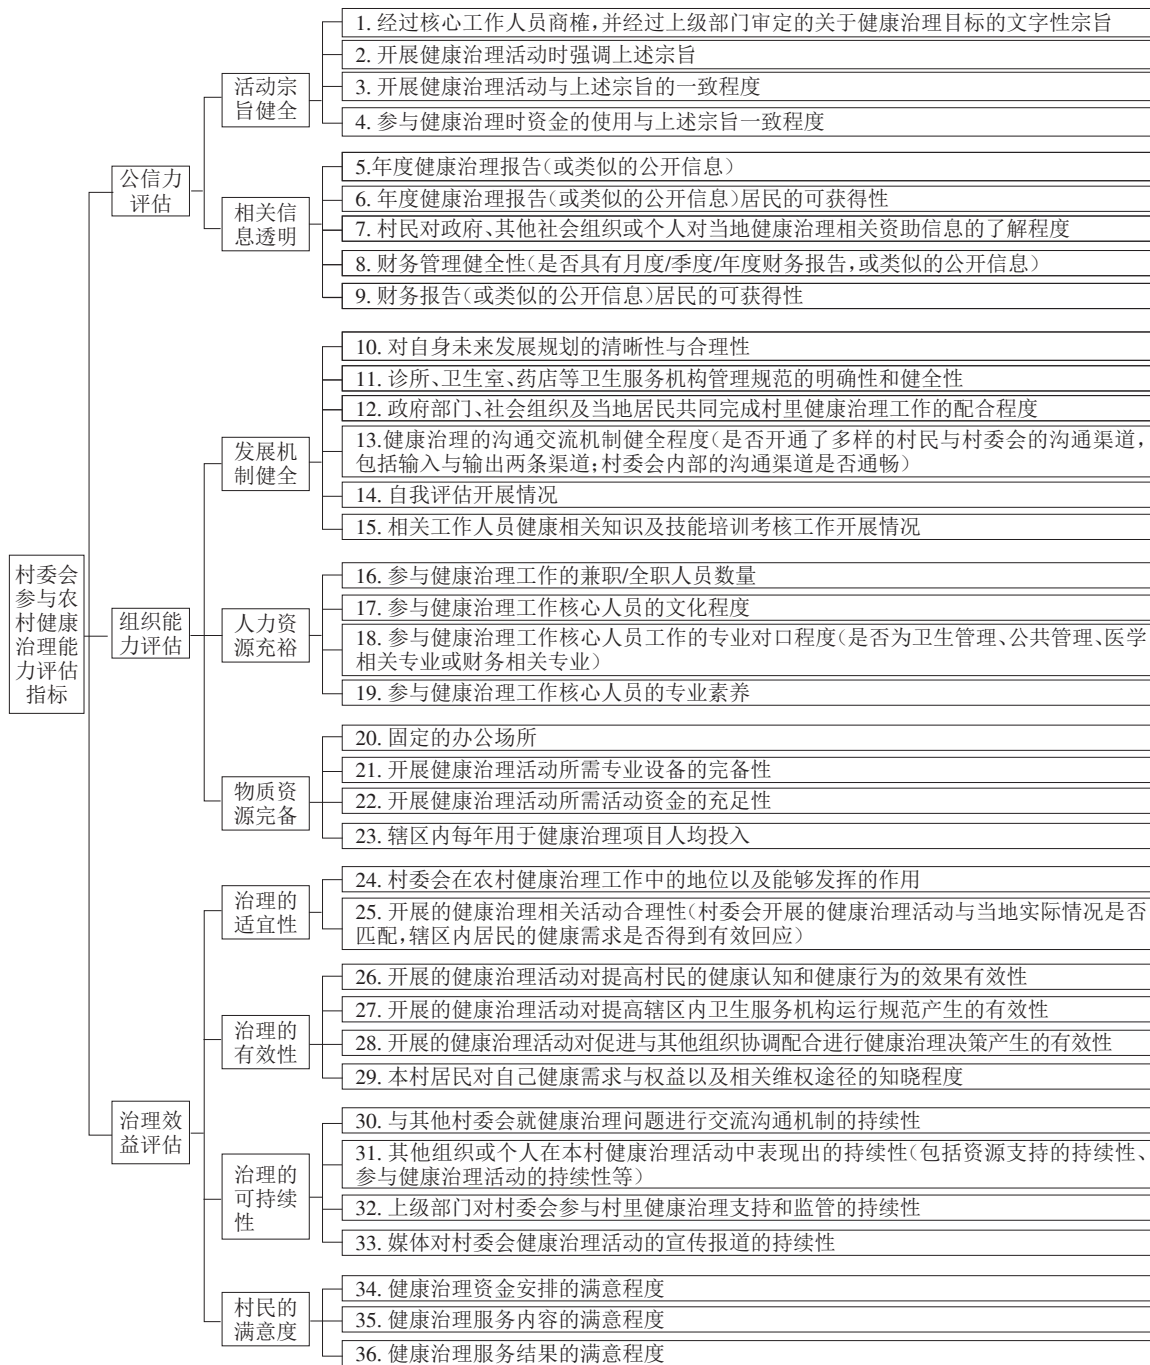 村委会
参与农
村健康
治理能
力评估
指标
公信力
评估
活动宗
旨健全
1. 经过核心工作人员商榷，并经过上级部门审定的关于健康治理目标的文字性宗旨
2. 开展健康治理活动时强调上述宗旨
3. 开展健康治理活动与上述宗旨的一致程度
4. 参与健康治理时资金的使用与上述宗旨一致程度
相关信
息透明
5.年度健康治理报告（或类似的公开信息）
6. 年度健康治理报告（或类似的公开信息）居民的可获得性
7. 村民对政府、其他社会组织或个人对当地健康治理相关资助信息的了解程度
8. 财务管理健全性（是否具有月度/季度/年度财务报告，或类似的公开信息）
9. 财务报告（或类似的公开信息）居民的可获得性
组织能
力评估
发展机
制健全
10. 对自身未来发展规划的清晰性与合理性
11. 诊所、卫生室、药店等卫生服务机构管理规范的明确性和健全性
12. 政府部门、社会组织及当地居民共同完成村里健康治理工作的配合程度
13.健康治理的沟通交流机制健全程度（是否开通了多样的村民与村委会的沟通渠道，
包括输入与输出两条渠道；村委会内部的沟通渠道是否通畅）
14. 自我评估开展情况
15. 相关工作人员健康相关知识及技能培训考核工作开展情况
人力资
源充裕
16. 参与健康治理工作的兼职/全职人员数量
17. 参与健康治理工作核心人员的文化程度
18. 参与健康治理工作核心人员工作的专业对口程度（是否为卫生管理、公共管理、医学
相关专业或财务相关专业）
19. 参与健康治理工作核心人员的专业素养
物质资
源完备
20. 固定的办公场所
21. 开展健康治理活动所需专业设备的完备性
22. 开展健康治理活动所需活动资金的充足性
23. 辖区内每年用于健康治理项目人均投入
治理效
益评估
治理的
适宜性
24. 村委会在农村健康治理工作中的地位以及能够发挥的作用
25. 开展的健康治理相关活动合理性（村委会开展的健康治理活动与当地实际情况是否
匹配，辖区内居民的健康需求是否得到有效回应）
治理的
有效性
26. 开展的健康治理活动对提高村民的健康认知和健康行为的效果有效性
27. 开展的健康治理活动对提高辖区内卫生服务机构运行规范产生的有效性
28. 开展的健康治理活动对促进与其他组织协调配合进行健康治理决策产生的有效性
29. 本村居民对自己健康需求与权益以及相关维权途径的知晓程度
治理的
可持续
性
30. 与其他村委会就健康治理问题进行交流沟通机制的持续性
31. 其他组织或个人在本村健康治理活动中表现出的持续性（包括资源支持的持续性、
参与健康治理活动的持续性等）
32. 上级部门对村委会参与村里健康治理支持和监管的持续性
33. 媒体对村委会健康治理活动的宣传报道的持续性
村民的
满意度
34. 健康治理资金安排的满意程度
35. 健康治理服务内容的满意程度
36. 健康治理服务结果的满意程度